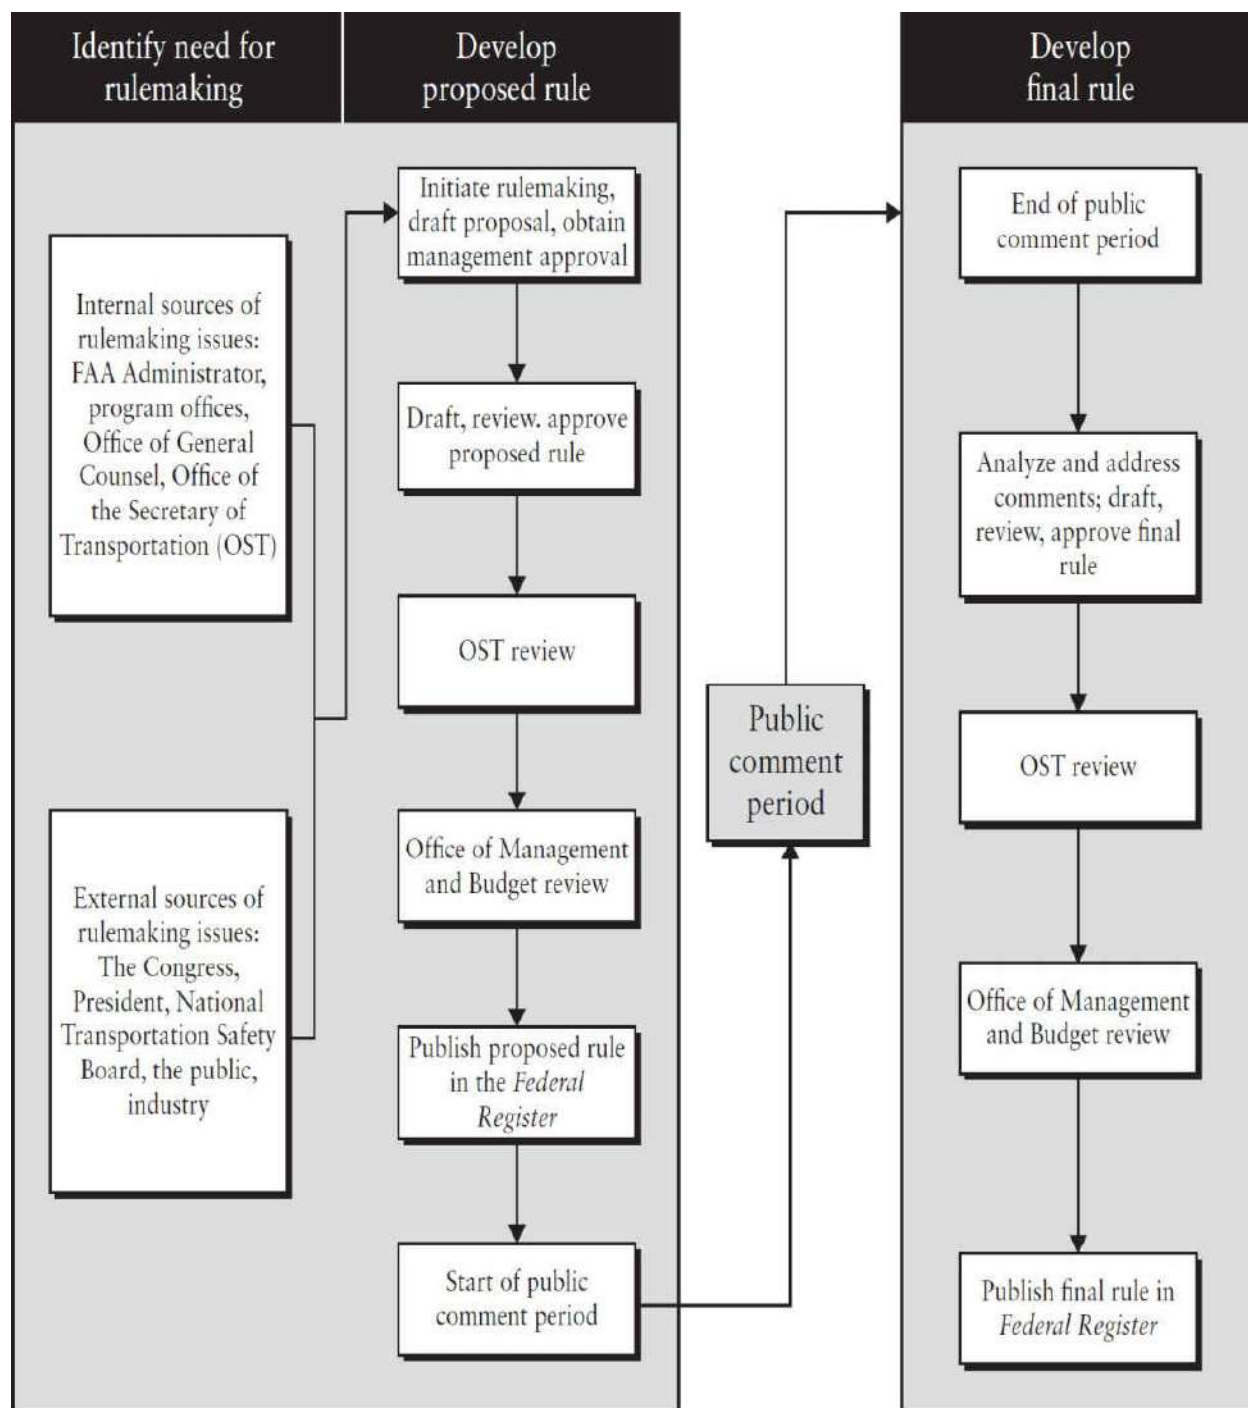 Identify need for
rulemaking
Internal sources of
rulemaking issues:
FAA Administrator,
program offices,
Office of General
Counsel, Office of
the Secretary of
Transportation (OST)
External sources of
rulemaking issues:
The Congress,
President, National
Transportation Safety
Board, the public,
industry
Develop
proposed rule
Initiate rulemaking,
draft proposal, obtain
management approval
Draft, review. approve
proposed rule
OST review
Office of Management
and Budget review
Publish proposed rule
in the Federal
Register
Start of public
comment period
Public
comment
period
Develop
final rule
End of public
comment period
Analyze and address
comments; draft,
review, approve final
rule
OST review
Office of Management
and Budget review
Publish final rule in
Federal Register